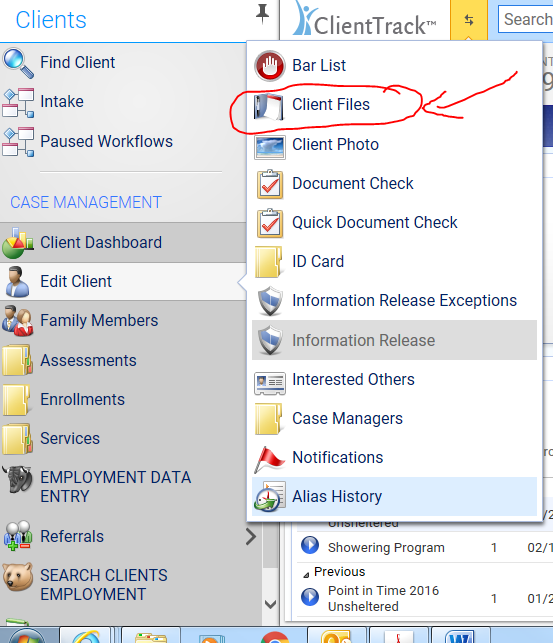 Clients
Find Client
Intake
Paused Workflows
CASE MANAGEMENT
Client Dashboard
Edit Client
Family Members
Assessments
Enrollments
Services
EMPLOYMENT DATA
ENTRY
Referrals
SEARCH CLIENTS
EMPLOYMENT
ClientTrack™
Search
Bar List
Client Files
Client Photo
Document Check
Quick Document Check
ID Card
Information Release Exceptions
Information Release
Interested Others
Case Managers
Notifications
Alias History
Unsheltered
Showering Program 1 02/1
Previous
Point in Time 2016 1 01/2
Unsheltered